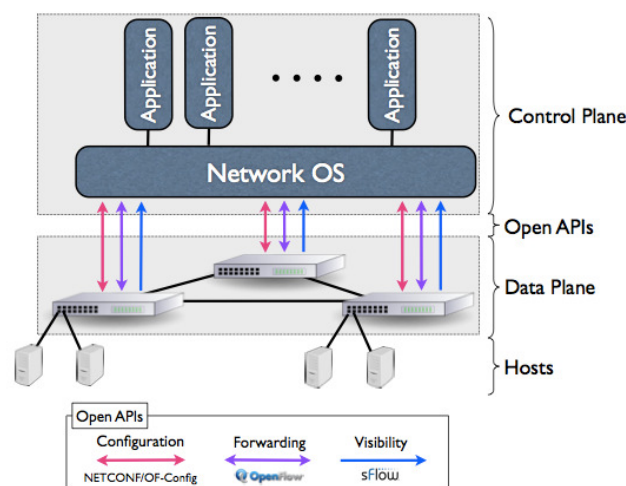 Application
Application
Application
Network OS
Control Plane
Open APIs
Data Plane
Hosts
Open APIs
Configuration
Forwarding
Visibility
NETCONF/OF-Config
OpenFlow
sFlow